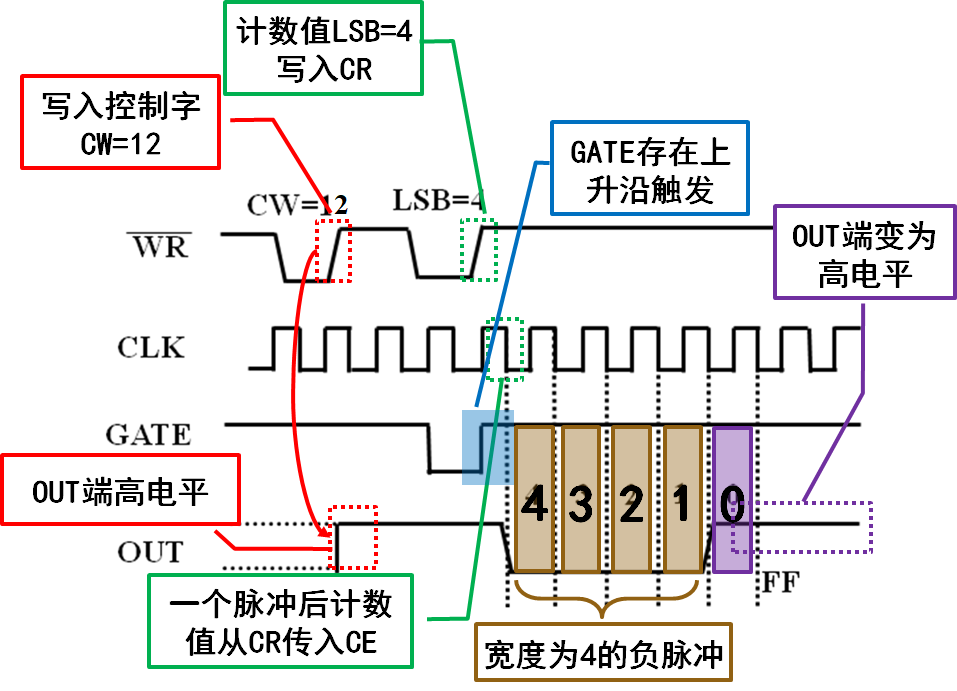 计数值LSB=4
写入CR
写入控制字
CW=12
GATE存在上
升沿触发
CW=12
LSB=4
OUT端变为
高电平
WR
CLK
GATE
OUT端高电平
4 3 2 1 0
OUT
FF
一个脉冲后计数
值从CR传入CE
宽度为4的负脉冲